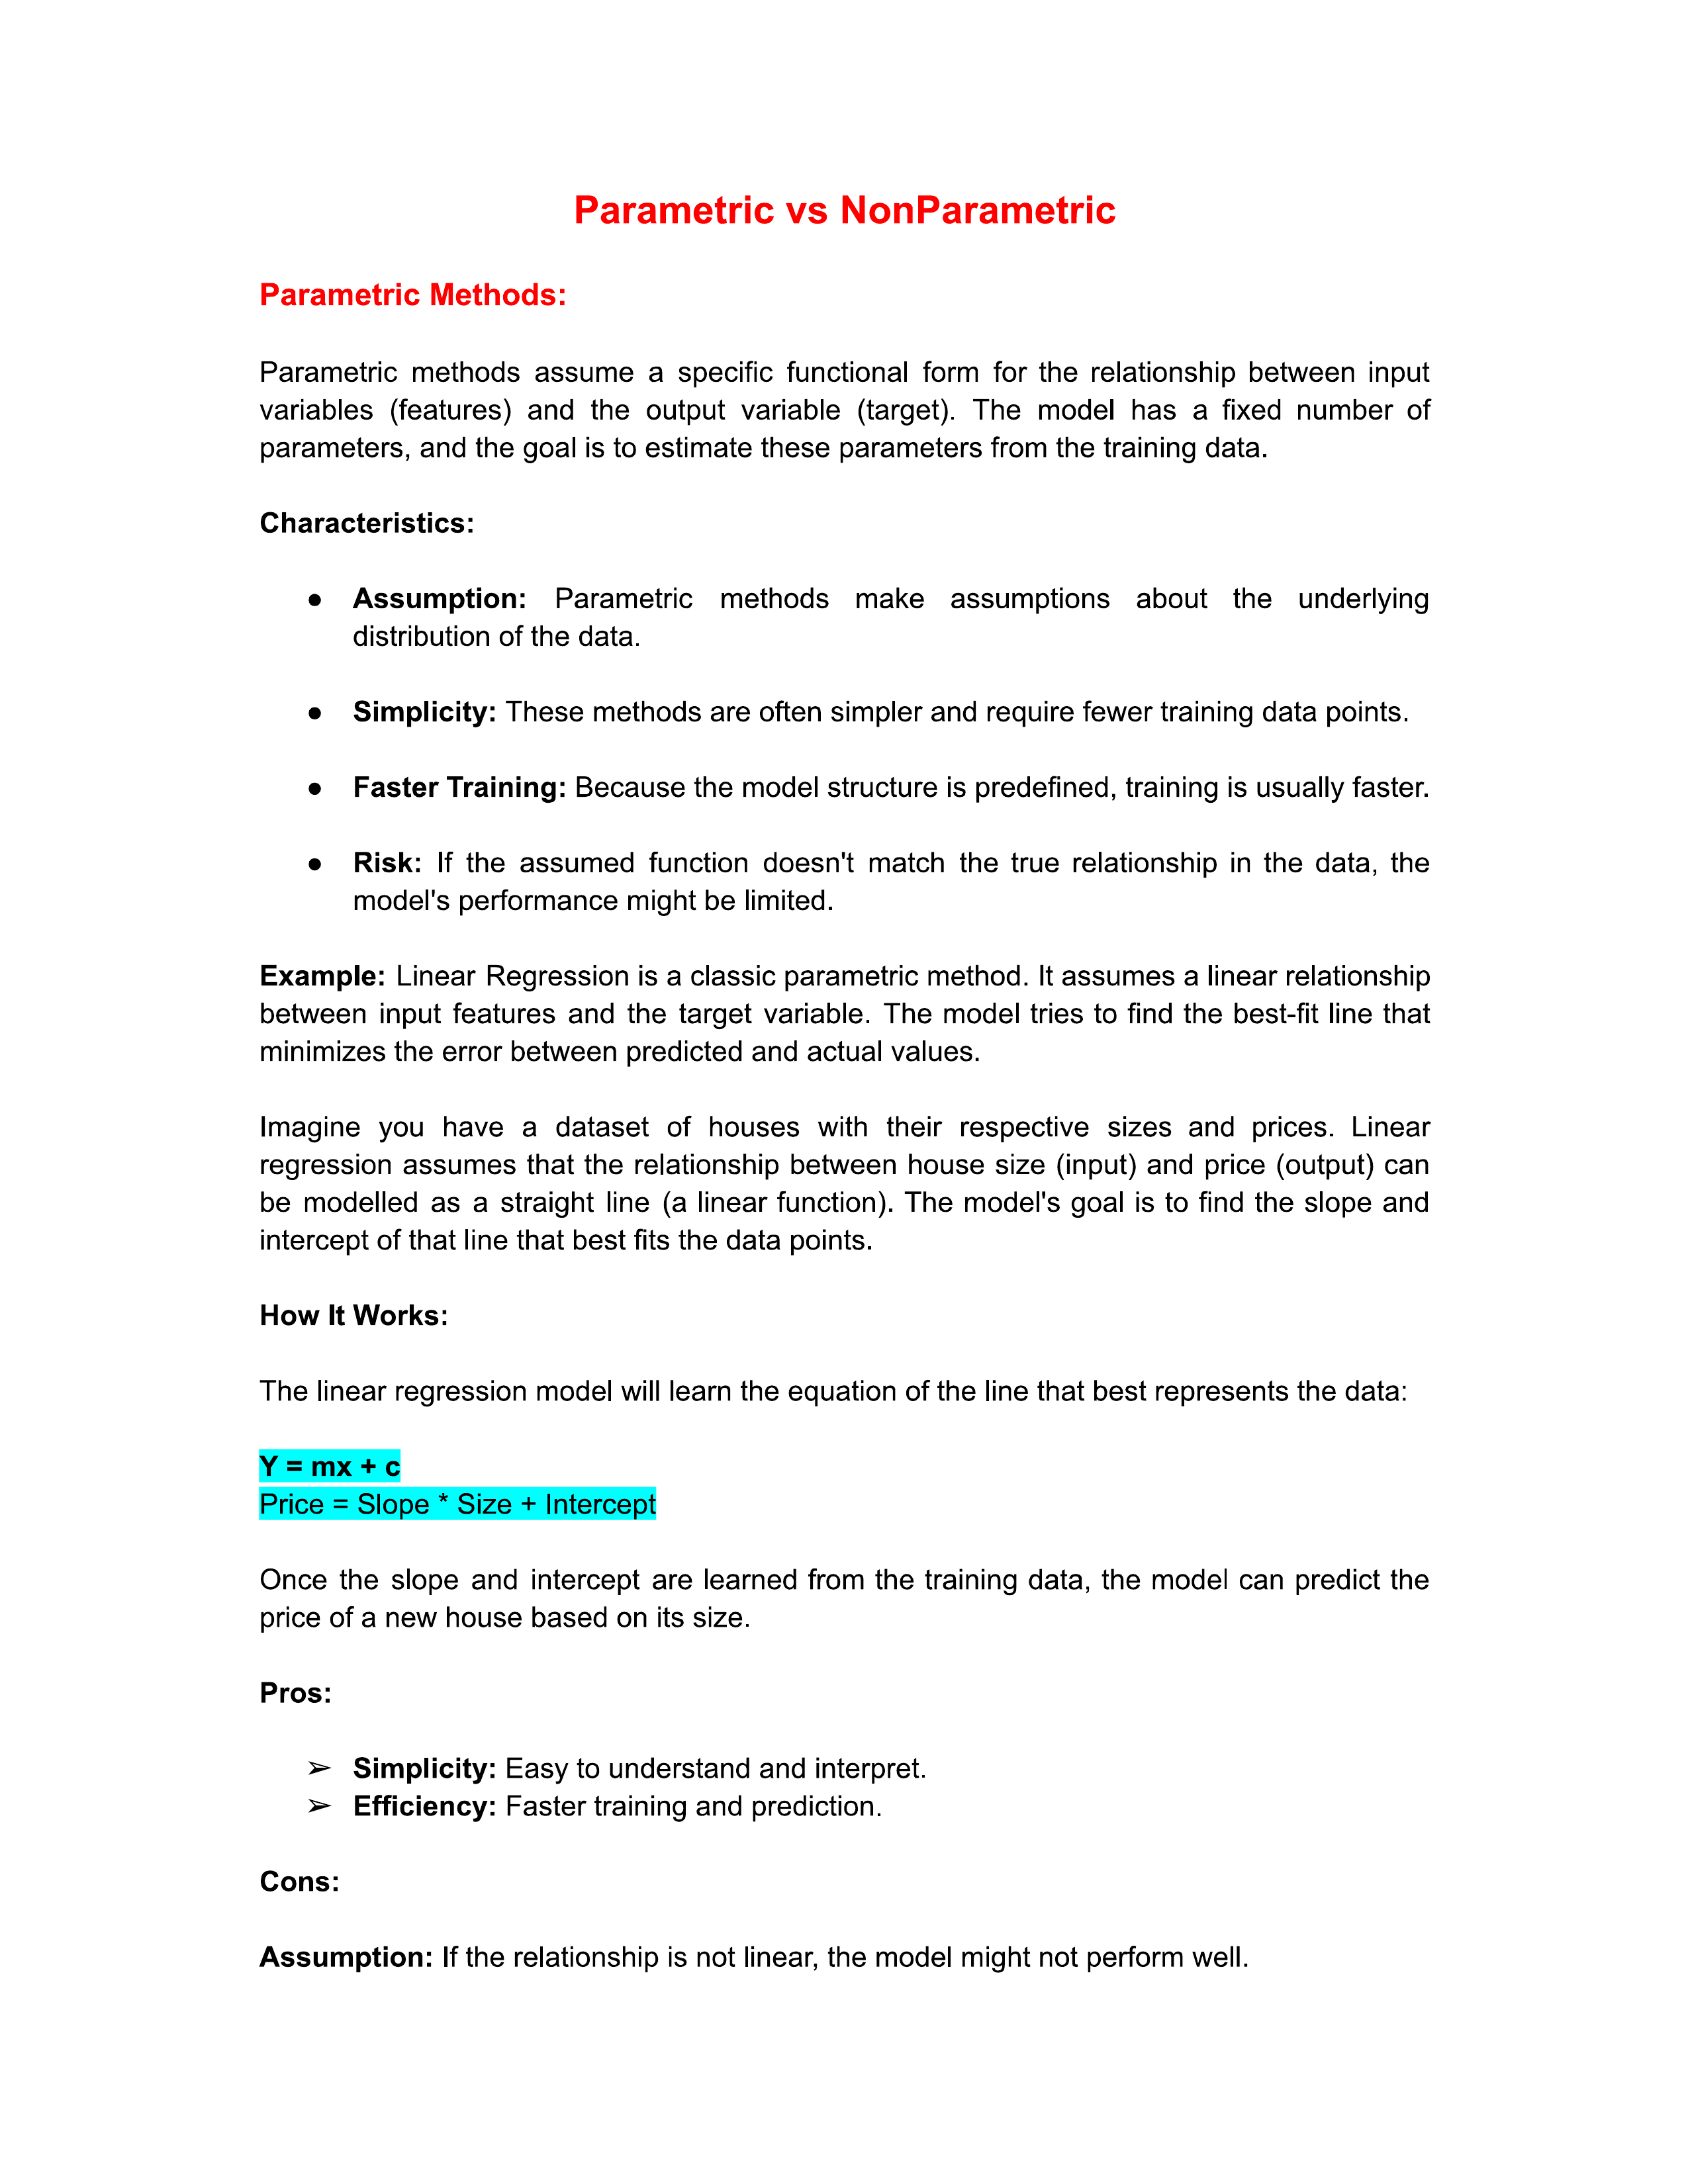 Parametric vs NonParametric
Parametric Methods:
Parametric methods assume a specific functional form for the relationship between input
variables (features) and the output variable (target). The model has a fixed number of
parameters, and the goal is to estimate these parameters from the training data.
Characteristics:
● Assumption: Parametric methods make assumptions about the underlying
distribution of the data.
● Simplicity: These methods are often simpler and require fewer training data points.
● Faster Training: Because the model structure is predefined, training is usually faster.
● Risk: If the assumed function doesn't match the true relationship in the data, the
model's performance might be limited.
Example: Linear Regression is a classic parametric method. It assumes a linear relationship
between input features and the target variable. The model tries to find the best-fit line that
minimizes the error between predicted and actual values.
Imagine you have a dataset of houses with their respective sizes and prices. Linear
regression assumes that the relationship between house size (input) and price (output) can
be modelled as a straight line (a linear function). The model's goal is to find the slope and
intercept of that line that best fits the data points.
How It Works:
The linear regression model will learn the equation of the line that best represents the data:
Y = mx + c
Price = Slope * Size + Intercept
Once the slope and intercept are learned from the training data, the model can predict the
price of a new house based on its size.
Pros:
➢ Simplicity: Easy to understand and interpret.
➢ Efficiency: Faster training and prediction.
Cons:
Assumption: If the relationship is not linear, the model might not perform well.